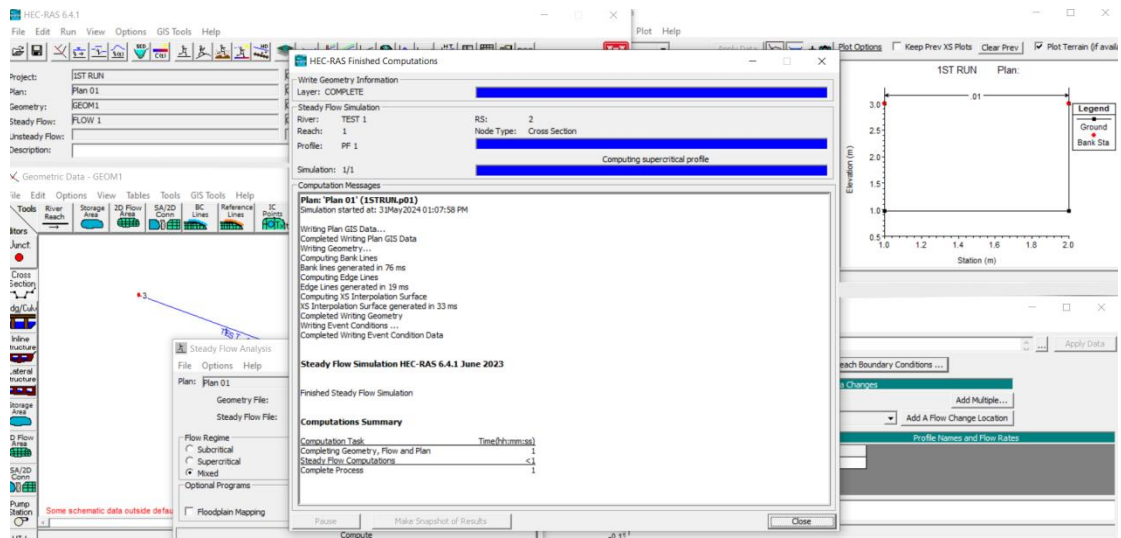 HEC-RAS 6.4.1
File Edit Run View Options GIS Tools Help
Project: 1ST RUN
Plan: Plan 01
Geometry: GEOM1
Steady Flow: FLOW 1
Unsteady Flow:
Description:
Geometric Data - GEOM1
File Edit Options View Tables Tools GIS Tools Help
Tools River Reach Storage Area 2D Flow Area SA/2D Conn BC Lines Reference Lines IC Points
Junct.
Cross Section
Inline
Storage Area
SA/2D Conn
Pump Station
3
TEST
Some schematic data outside defau
Steady Flow Analysis
File Options Help
Plan: Plan 01
Geometry File:
Steady Flow File:
Flow Regime
Subcritical
Supercritical
Mixed
Optional Programs
Floodplain Mapping
Compute
HEC-RAS Finished Computations
Write Geometry Information
Layer: COMPLETE
Steady Flow Simulation
River: TEST 1 RS: 2
Reach: 1 Node Type: Cross Section
Profile: PF 1
Computing supercritical profile
Simulation: 1/1
Computation Messages
Plan: 'Plan 01' (1STRUN.p01)
Simulation started at: 31May2024 01:07:58 PM
Writing Plan GIS Data...
Completed Writing Plan GIS Data
Writing Geometry...
Computing Bank Lines
Bank lines generated in 76 ms
Computing Edge Lines
Edge Lines generated in 19 ms
Computing XS Interpolation Surface
XS Interpolation Surface generated in 33 ms
Completed Writing Geometry
Writing Event Conditions ...
Completed Writing Event Condition Data
Steady Flow Simulation HEC-RAS 6.4.1 June 2023
Finished Steady Flow Simulation
Computations Summary
Computation Task Time(hh:mm:ss)
Completing Geometry, Flow and Plan 1
Steady Flow Computations <1
Complete Process 1
Pause Make Snapshot of Results Close
Plot Help
Plot Options Keep Prev XS Plots Clear Prev Plot Terrain (if availa
1ST RUN Plan:
.01
3.0
2.5
2.0
1.5
1.0
0.5
Elevation (m)
1.0 1.2 1.4 1.6 1.8 2.0
Station (m)
Legend
Ground
Bank Sta
... Apply Data
each Boundary Conditions ...
Add Multiple...
Add A Flow Change Location
Profile Names and Flow Rates